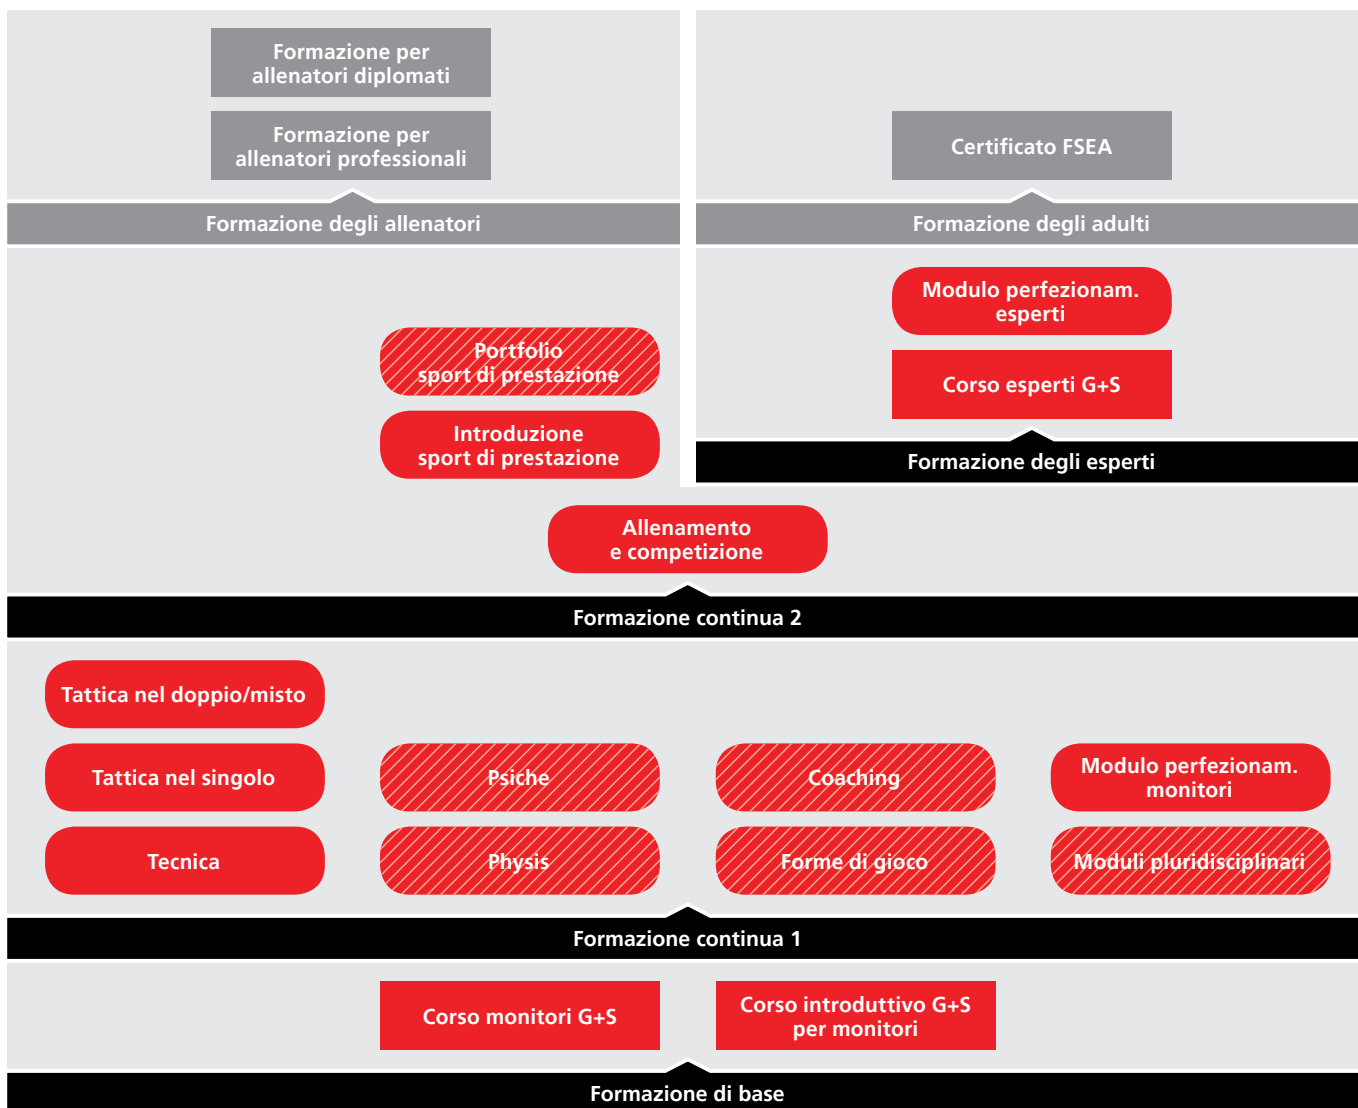 Formazione per
allenatori diplomati
Formazione per
allenatori professionali
Certificato FSEA
Formazione degli allenatori
Formazione degli adulti
Modulo perfezionam.
esperti
Portfolio
sport di prestazione
Corso esperti G+S
Introduzione
sport di prestazione
Formazione degli esperti
Allenamento
e competizione
Formazione continua 2
Tattica nel doppio/misto
Tattica nel singolo
Psiche
Coaching
Modulo perfezionam.
monitori
Tecnica
Physis
Forme di gioco
Moduli pluridisciplinari
Formazione continua 1
Corso monitori G+S
Corso introduttivo G+S
per monitori
Formazione di base